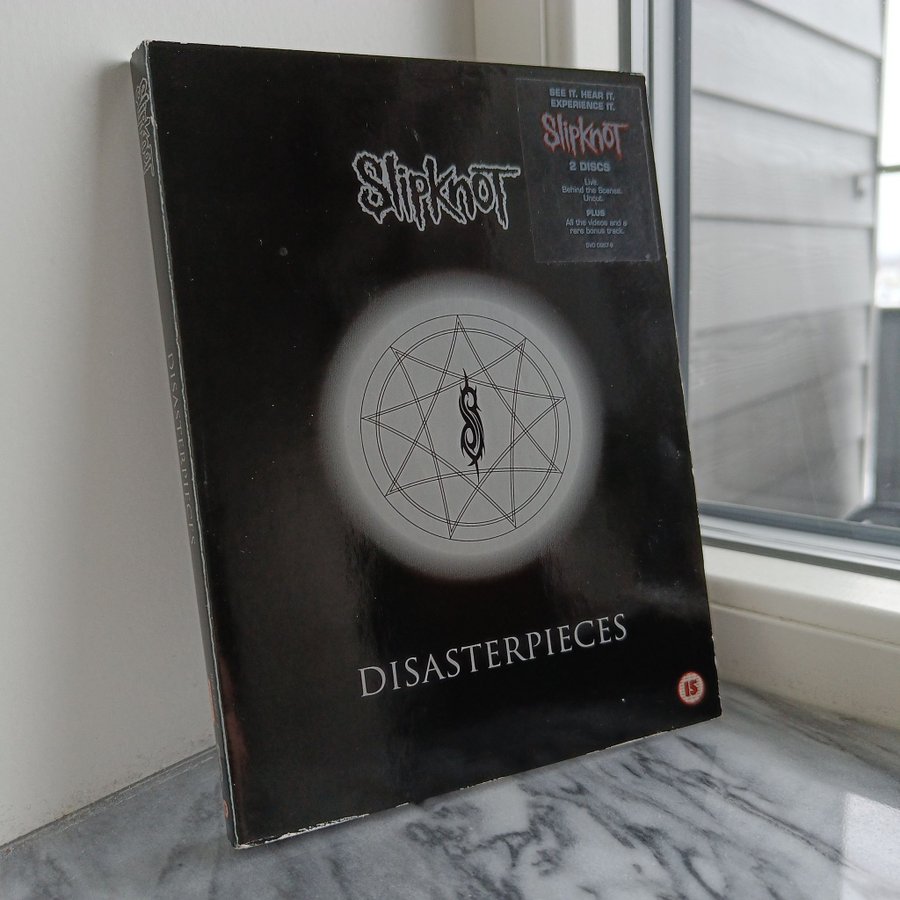 Slipknot
DISASTERPIECES
SlipknoT
SEE IT. HEAR IT.
EXPERIENCE IT.
SlipknoT
2 DISCS
Live.
Behind the Scenes.
Uncut.
PLUS
All the videos and a
rare bonus track.
DISASTERPIECES
15